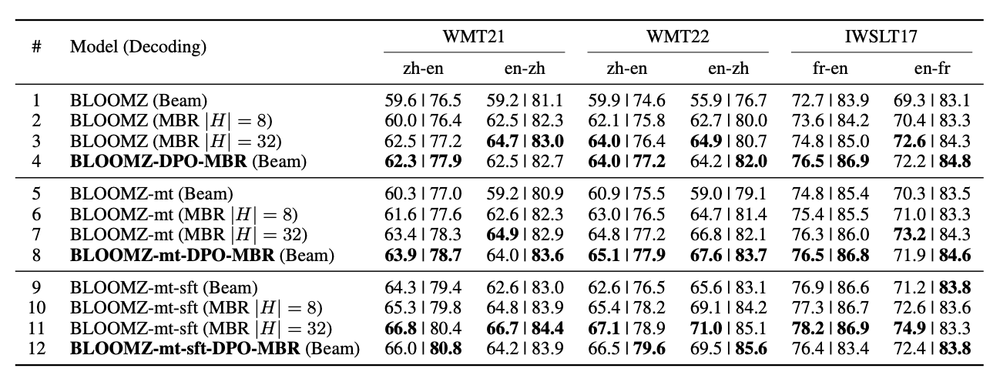 # Model (Decoding) WMT21 WMT22 IWSLT17
zh-en en-zh zh-en en-zh fr-en en-fr
1 BLOOMZ (Beam) 59.6 | 76.5 59.2 | 81.1 59.9 | 74.6 55.9 | 76.7 72.7 | 83.9 69.3 | 83.1
2 BLOOMZ (MBR |H| = 8) 60.0 | 76.4 62.5 | 82.3 62.1 | 75.8 62.7 | 80.0 73.6 | 84.2 70.4 | 83.3
3 BLOOMZ (MBR |H| = 32) 62.5 | 77.2 64.7 | 83.0 64.0 | 76.4 64.9 | 80.7 74.8 | 85.0 72.6 | 84.3
4 BLOOMZ-DPO-MBR (Beam) 62.3 | 77.9 62.5 | 82.7 64.0 | 77.2 64.2 | 82.0 76.5 | 86.9 72.2 | 84.8
5 BLOOMZ-mt (Beam) 60.3 | 77.0 59.2 | 80.9 60.9 | 75.5 59.0 | 79.1 74.8 | 85.4 70.3 | 83.5
6 BLOOMZ-mt (MBR |H| = 8) 61.6 | 77.6 62.6 | 82.3 63.0 | 76.5 64.7 | 81.4 75.4 | 85.5 71.0 | 83.3
7 BLOOMZ-mt (MBR |H| = 32) 63.4 | 78.3 64.9 | 82.9 64.8 | 77.2 66.8 | 82.1 76.3 | 86.0 73.2 | 84.3
8 BLOOMZ-mt-DPO-MBR (Beam) 63.9 | 78.7 64.0 | 83.6 65.1 | 77.9 67.6 | 83.7 76.5 | 86.8 71.9 | 84.6
9 BLOOMZ-mt-sft (Beam) 64.3 | 79.4 62.6 | 83.0 62.6 | 76.5 65.6 | 83.1 76.9 | 86.6 71.2 | 83.8
10 BLOOMZ-mt-sft (MBR |H| = 8) 65.3 | 79.8 64.8 | 83.9 65.4 | 78.2 69.1 | 84.2 77.3 | 86.7 72.6 | 83.6
11 BLOOMZ-mt-sft (MBR |H| = 32) 66.8 | 80.4 66.7 | 84.4 67.1 | 78.9 71.0 | 85.1 78.2 | 86.9 74.9 | 83.3
12 BLOOMZ-mt-sft-DPO-MBR (Beam) 66.0 | 80.8 64.2 | 83.9 66.5 | 79.6 69.5 | 85.6 76.4 | 83.4 72.4 | 83.8